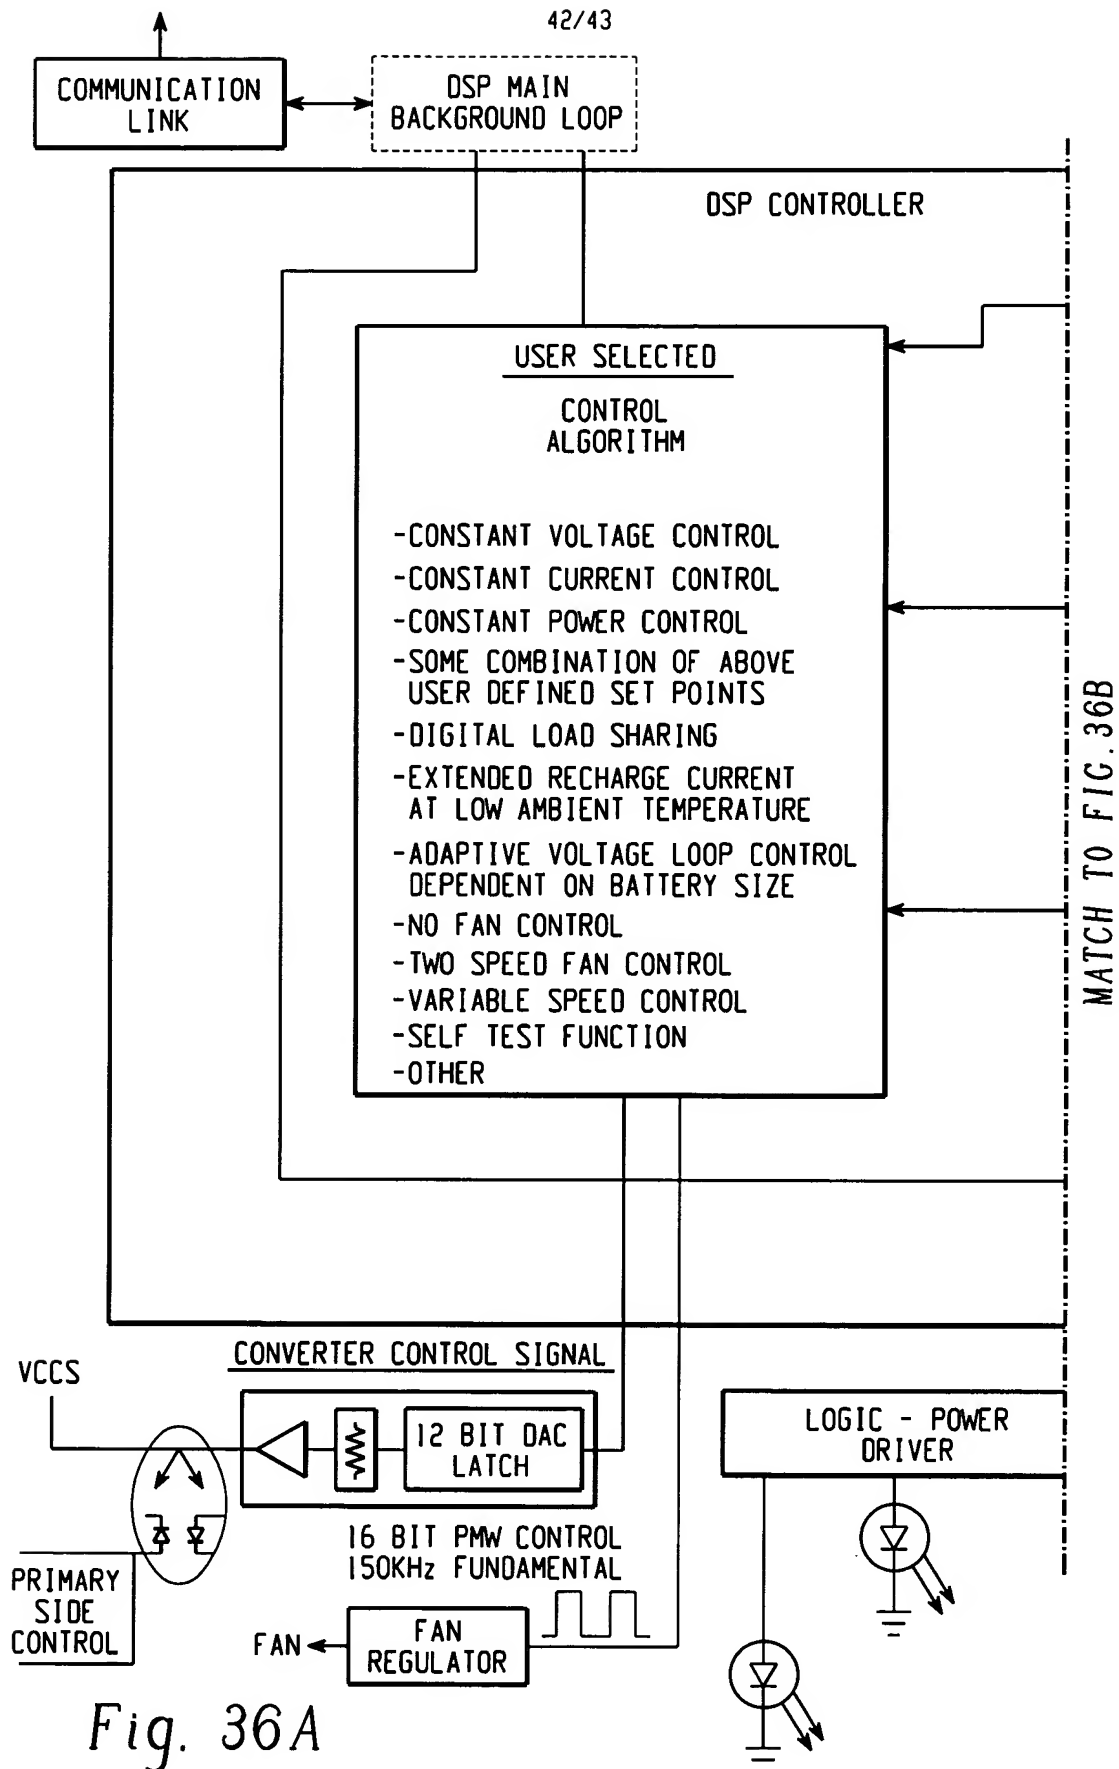 42/43
COMMUNICATION
LINK
DSP MAIN
BACKGROUND LOOP
DSP CONTROLLER
USER SELECTED
CONTROL
ALGORITHM
-CONSTANT VOLTAGE CONTROL
-CONSTANT CURRENT CONTROL
-CONSTANT POWER CONTROL
-SOME COMBINATION OF ABOVE
USER DEFINED SET POINTS
-DIGITAL LOAD SHARING
-EXTENDED RECHARGE CURRENT
AT LOW AMBIENT TEMPERATURE
-ADAPTIVE VOLTAGE LOOP CONTROL
DEPENDENT ON BATTERY SIZE
-NO FAN CONTROL
-TWO SPEED FAN CONTROL
-VARIABLE SPEED CONTROL
-SELF TEST FUNCTION
-OTHER
MATCH TO FIG. 36B
CONVERTER CONTROL SIGNAL
VCCS
12 BIT DAC
LATCH
LOGIC - POWER
DRIVER
16 BIT PMW CONTROL
150KHz FUNDAMENTAL
PRIMARY
SIDE
CONTROL
FAN
FAN
REGULATOR
Fig. 36A